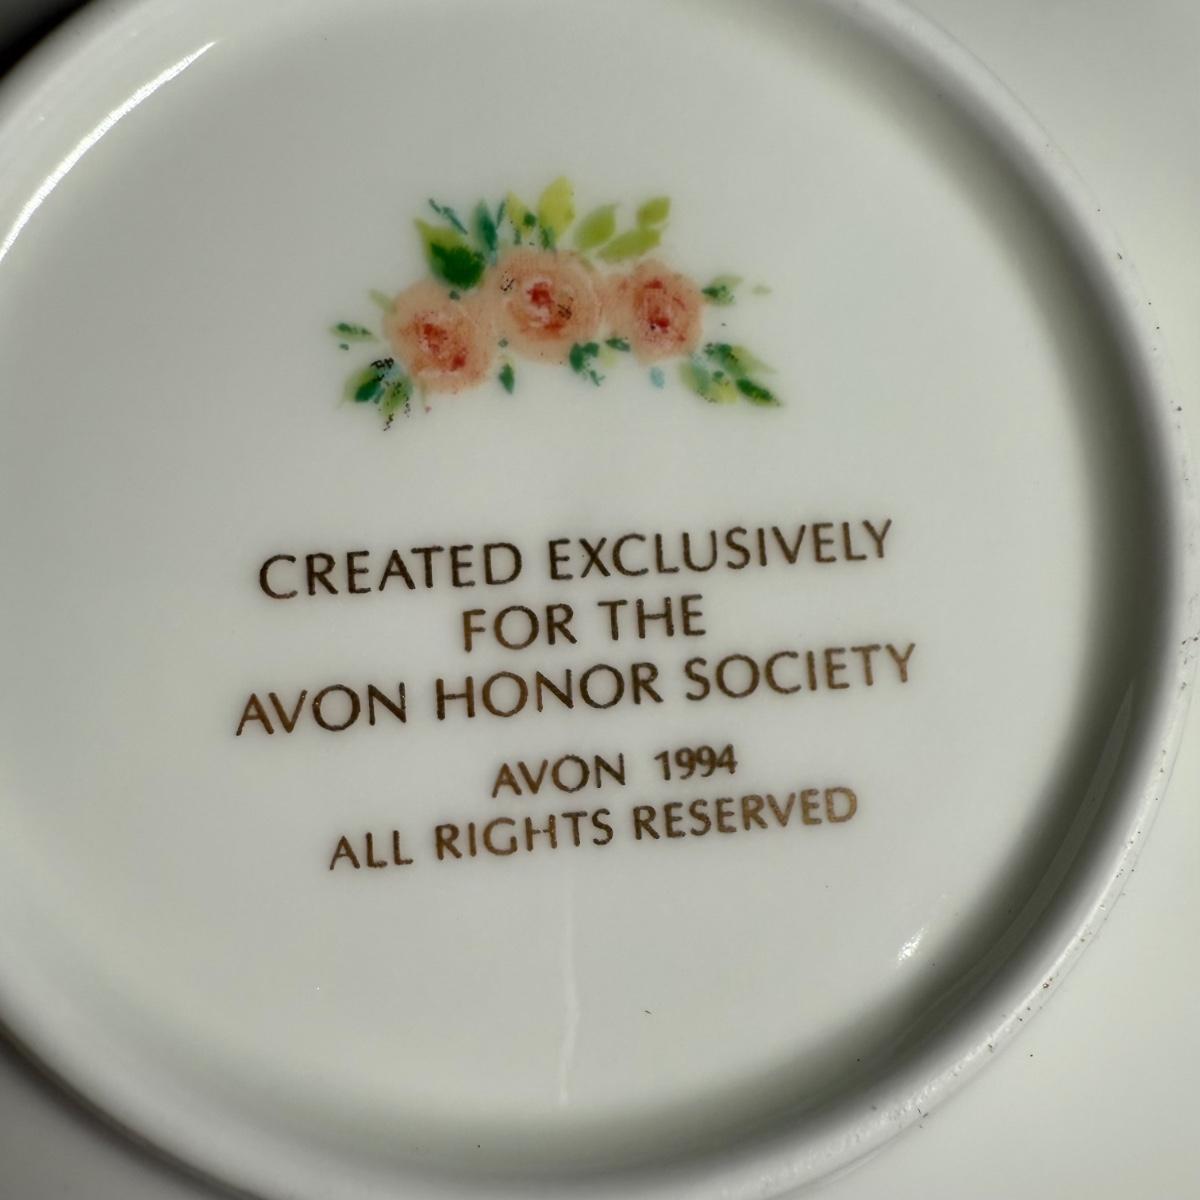 CREATED EXCLUSIVELY
FOR THE
AVON HONOR SOCIETY
AVON 1994
ALL RIGHTS RESERVED